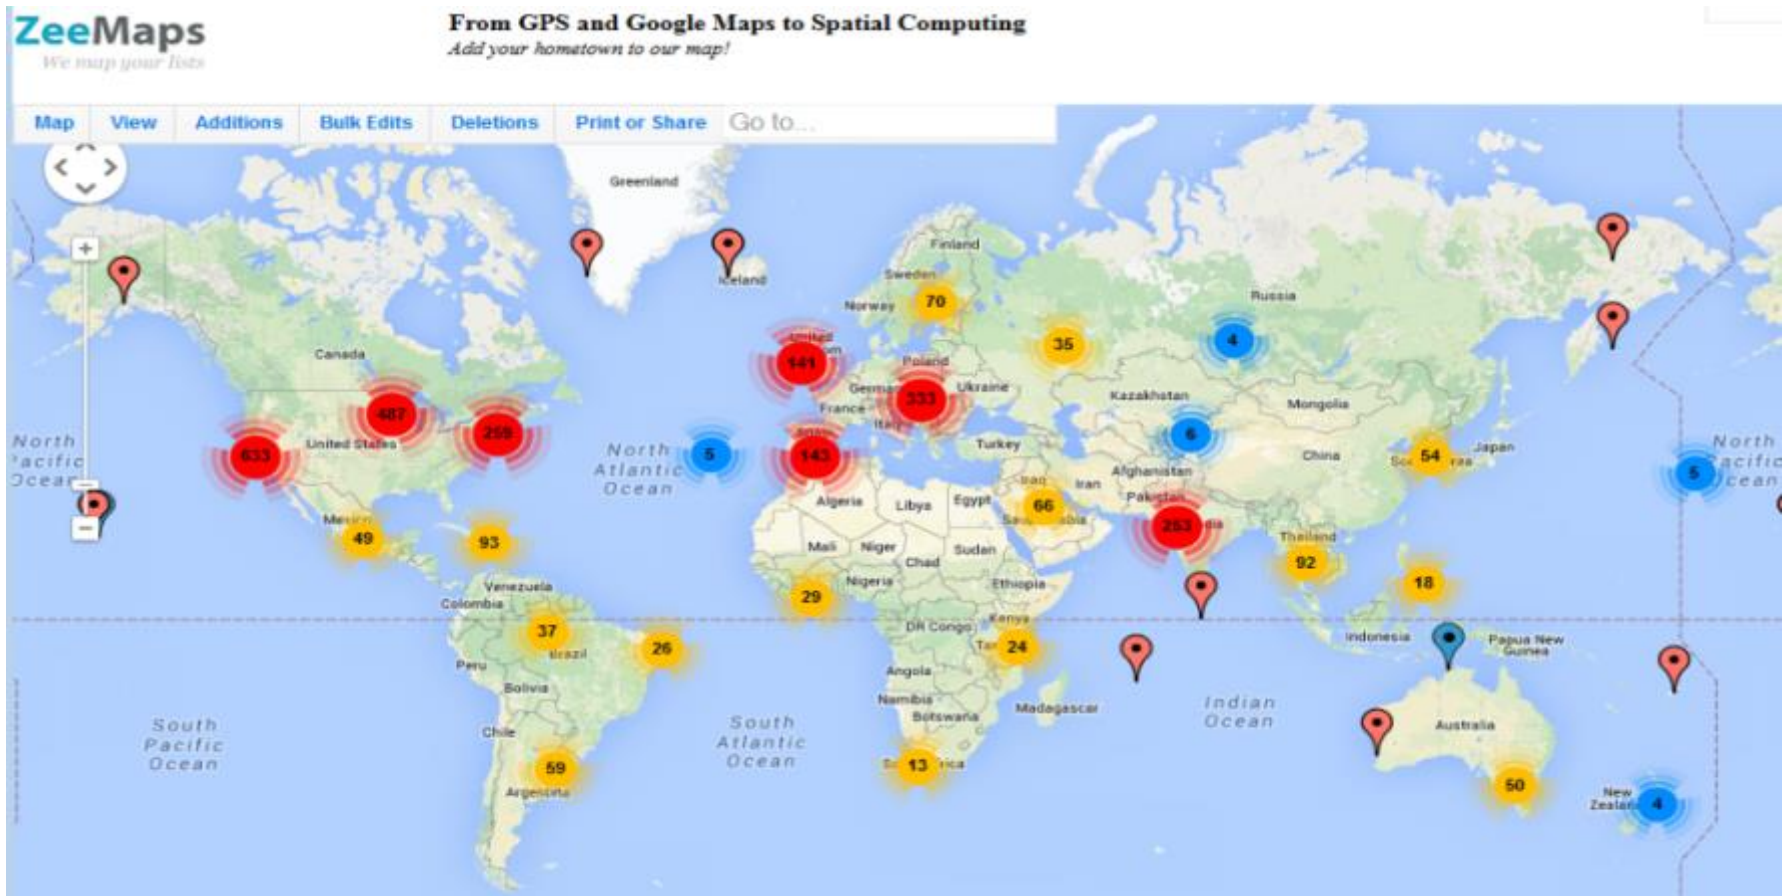 ZeeMaps
We map your lists
From GPS and Google Maps to Spatial Computing
Add your hometown to our map!
Map View Additions Bulk Edits Deletions Print or Share Go to...
Greenland
Iceland
Finland
Sweden
Norway
70
Russia
Canada
United
141
35
4
Poland
Ukraine
Kazakhstan
Mongolia
France
333
487
259
633
United States
North
Atlantic
Ocean
5
143
Turkey
Afghanistan
6
China
54
Japan
North
Ocean
5
Algeria
Libya
Egypt
Iran
Pakistan
66
253
49
93
Mali
Niger
Chad
Sudan
Thailand
92
18
Venezuela
Colombia
Nigeria
Ethiopia
29
DR Congo
Kenya
24
37
Brazil
26
Peru
Bolivia
Angola
Namibia
Botswana
Madagascar
Indonesia
Papua New
Guinea
Indian
Ocean
Australia
South
Pacific
Ocean
Chile
South
Atlantic
Ocean
59
Argentina
13
50
New
4